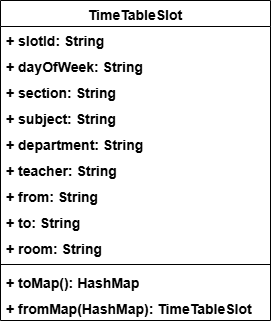 TimeTableSlot
+ slotId: String
+ dayOfWeek: String
+ section: String
+ subject: String
+ department: String
+ teacher: String
+ from: String
+ to: String
+ room: String
+ toMap(): HashMap
+ fromMap(HashMap): TimeTableSlot